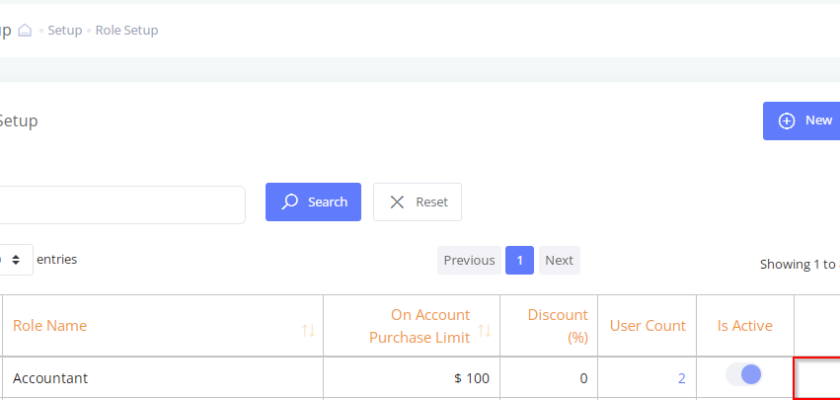 Setup Role Setup
Setup
New
Search Reset
entries
Previous 1 Next
Showing 1 to
Role Name
On Account
Purchase Limit
Discount
(%)
User Count
Is Active
Accountant $ 100 0 2